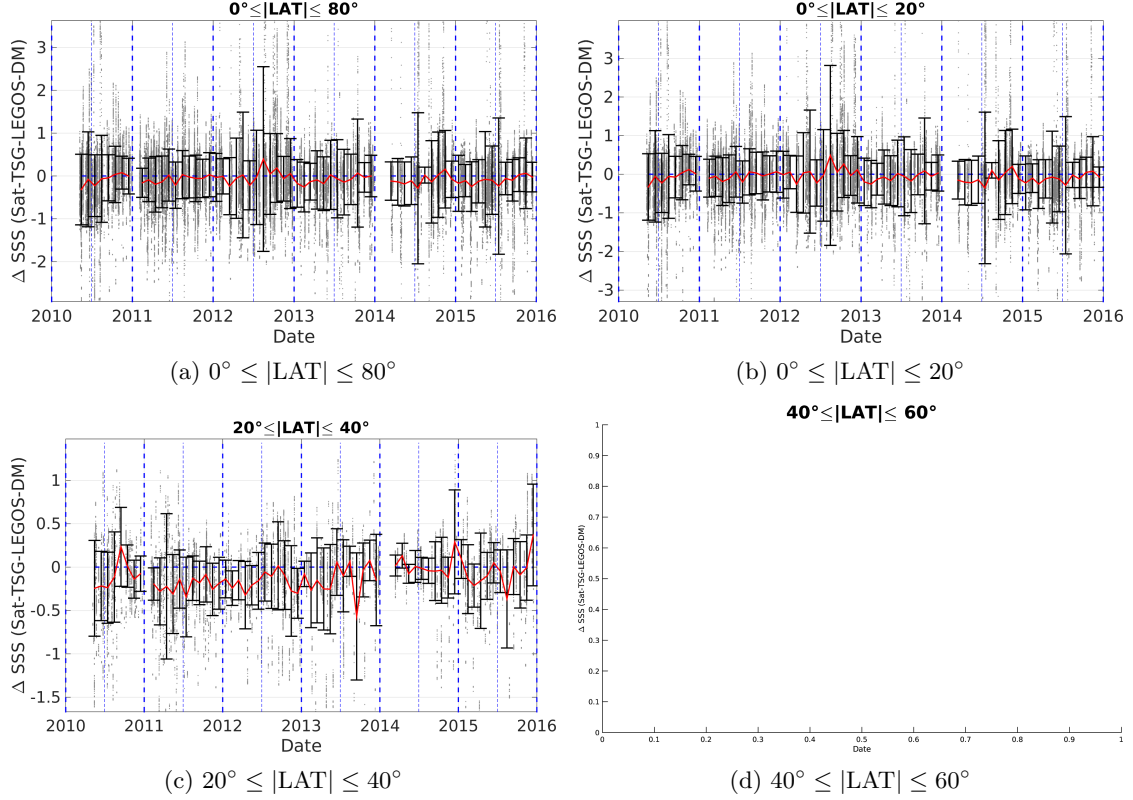 0°≤|LAT|≤ 80°
Δ SSS (Sat-TSG-LEGOS-DM)
3
2
1
0
-1
-2
2010 2011 2012 2013 2014 2015 2016
Date
(a) 0° ≤ |LAT| ≤ 80°
0°≤|LAT|≤ 20°
Δ SSS (Sat-TSG-LEGOS-DM)
3
2
1
0
-1
-2
-3
2010 2011 2012 2013 2014 2015 2016
Date
(b) 0° ≤ |LAT| ≤ 20°
20°≤|LAT|≤ 40°
Δ SSS (Sat-TSG-LEGOS-DM)
1
0.5
0
-0.5
-1
-1.5
2010 2011 2012 2013 2014 2015 2016
Date
(c) 20° ≤ |LAT| ≤ 40°
40°≤|LAT|≤ 60°
Δ SSS (Sat-TSG-LEGOS-DM)
1
0.9
0.8
0.7
0.6
0.5
0.4
0.3
0.2
0.1
0
0 0.1 0.2 0.3 0.4 0.5 0.6 0.7 0.8 0.9 1
Date
(d) 40° ≤ |LAT| ≤ 60°